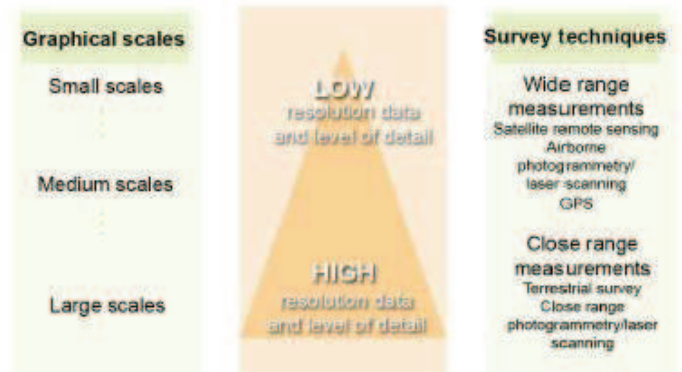 Graphical scales
Small scales
Medium scales
Large scales
LOW
resolution data
and level of detail
HIGH
resolution data
and level of detail
Survey techniques
Wide range
measurements
Satellite remote sensing
Airborne
photogrammetry/
laser scanning
GPS
Close range
measurements
Terrestrial survey
Close range
photogrammetry/laser
scanning